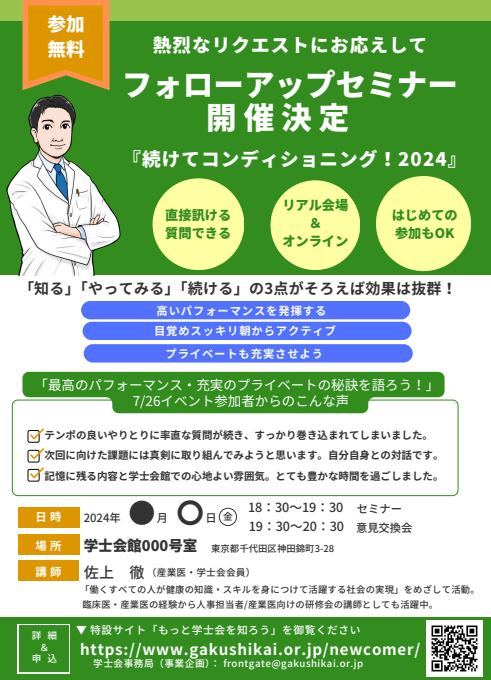 参加
無料
熱烈なリクエストにお応えして
フォローアップセミナー
開催決定
『続けてコンディショニング！2024』
直接訊ける
質問できる
リアル会場
&
オンライン
はじめての
参加もOK
「知る」「やってみる」「続ける」の3点がそろえば効果は抜群！
高いパフォーマンスを発揮する
目覚めスッキリ朝からアクティブ
プライベートも充実させよう
「最高のパフォーマンス・充実のプライベートの秘訣を語ろう！」
7/26イベント参加者からのこんな声
テンポの良いやりとりに率直な質問が続き、すっかり巻き込まれてしまいました。
次回に向けた課題には真剣に取り組んでみようと思います。自分自身との対話です。
記憶に残る内容と学士会館での心地よい雰囲気。とても豊かな時間を過ごしました。
日時
2024年 ●月 ○日㊎ 18：30～19：30 セミナー
19：30～20：30 意見交換会
場所
学士会館000号室 東京都千代田区神田錦町3-28
講師
佐上 徹（産業医・学士会会員）
「働くすべての人が健康の知識・スキルを身につけて活躍する社会の実現」をめざして活動。
臨床医・産業医の経験から人事担当者/産業医向けの研修会の講師としても活躍中。
詳細
&
申込
▼ 特設サイト「もっと学士会を知ろう」を御覧ください
https://www.gakushikai.or.jp/newcomer/
学士会事務局（事業企画）： frontgate@gakushikai.or.jp